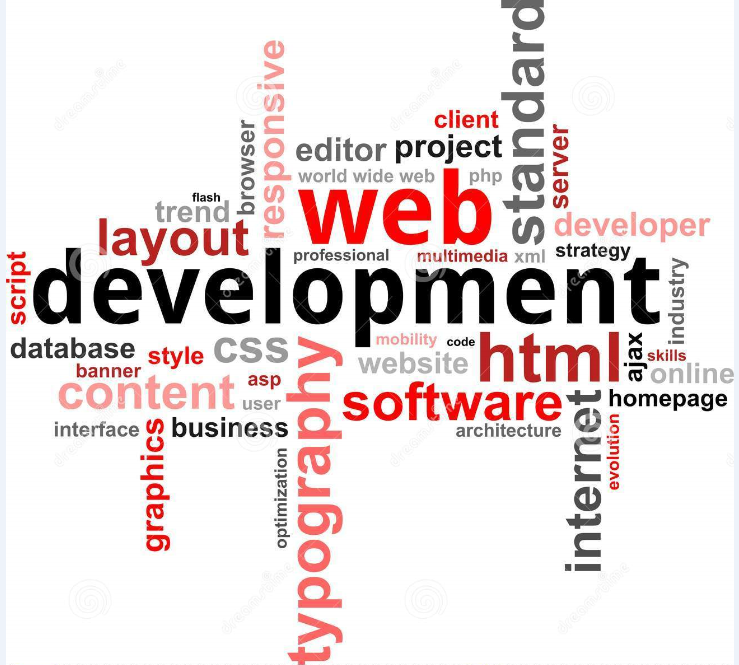 standard
responsive
client
browser
editor project
server
world wide web php
flash
trend
web
developer
layout
professional multimedia xml strategy
script
development
industry
database style css
mobility code
website html ajax skills
banner
online
content asp
user
software
homepage
interface business
architecture
internet
evolution
graphics
optimization
typography